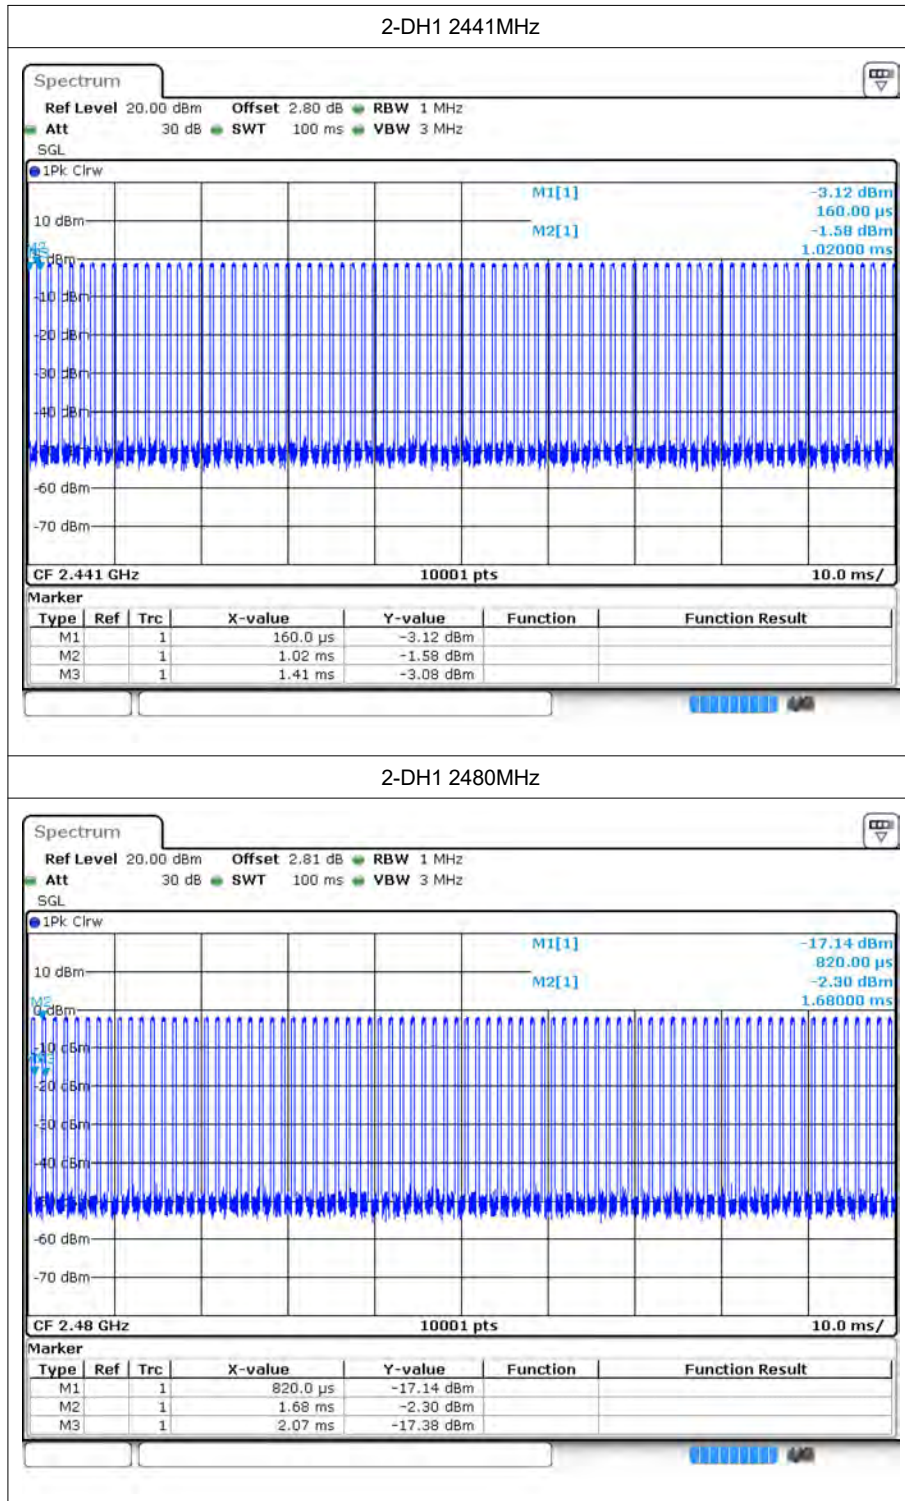 2-DH1 2441MHz
Spectrum
Ref Level 20.00 dBm Offset 2.80 dB RBW 1 MHz
Att 30 dB SWT 100 ms VBW 3 MHz
SGL
1Pk Clrw
M1[1] -3.12 dBm
160.00 µs
10 dBm
M2[1] -1.58 dBm
1.02000 ms
-10 dBm
-20 dBm
-30 dBm
-40 dBm
-60 dBm
-70 dBm
CF 2.441 GHz 10001 pts 10.0 ms/
Marker
Type Ref Trc X-value Y-value Function Function Result
M1 1 160.0 µs -3.12 dBm
M2 1 1.02 ms -1.58 dBm
M3 1 1.41 ms -3.08 dBm
2-DH1 2480MHz
Spectrum
Ref Level 20.00 dBm Offset 2.81 dB RBW 1 MHz
Att 30 dB SWT 100 ms VBW 3 MHz
SGL
1Pk Clrw
M1[1] -17.14 dBm
820.00 µs
10 dBm
M2[1] -2.30 dBm
1.68000 ms
M2
0 dBm
-10 dBm
-20 dBm
-30 dBm
-40 dBm
-60 dBm
-70 dBm
CF 2.48 GHz 10001 pts 10.0 ms/
Marker
Type Ref Trc X-value Y-value Function Function Result
M1 1 820.0 µs -17.14 dBm
M2 1 1.68 ms -2.30 dBm
M3 1 2.07 ms -17.38 dBm